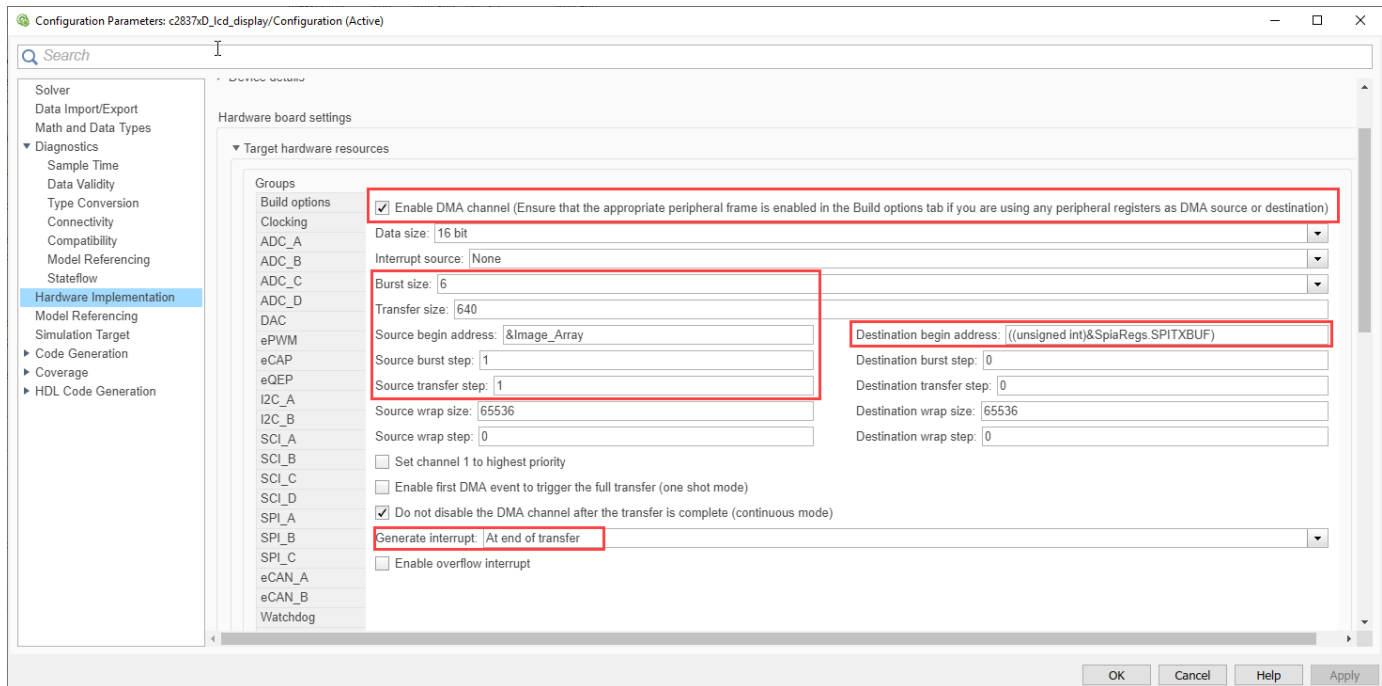 Configuration Parameters: c2837xD_lcd_display/Configuration (Active)
Search
Solver
Data Import/Export
Math and Data Types
Diagnostics
Sample Time
Data Validity
Type Conversion
Connectivity
Compatibility
Model Referencing
Stateflow
Hardware Implementation
Model Referencing
Simulation Target
Code Generation
Coverage
HDL Code Generation
Device details
Hardware board settings
Target hardware resources
Groups
Build options
Clocking
ADC_A
ADC_B
ADC_C
ADC_D
DAC
ePWM
eCAP
eQEP
I2C_A
I2C_B
SCI_A
SCI_B
SCI_C
SCI_D
SPI_A
SPI_B
SPI_C
eCAN_A
eCAN_B
Watchdog
Enable DMA channel (Ensure that the appropriate peripheral frame is enabled in the Build options tab if you are using any peripheral registers as DMA source or destination)
Data size: 16 bit
Interrupt source: None
Burst size: 6
Transfer size: 640
Source begin address: &Image_Array
Destination begin address: ((unsigned int)&SpiaRegs.SPITXBUF)
Source burst step: 1
Destination burst step: 0
Source transfer step: 1
Destination transfer step: 0
Source wrap size: 65536
Destination wrap size: 65536
Source wrap step: 0
Destination wrap step: 0
Set channel 1 to highest priority
Enable first DMA event to trigger the full transfer (one shot mode)
Do not disable the DMA channel after the transfer is complete (continuous mode)
Generate interrupt: At end of transfer
Enable overflow interrupt
OK
Cancel
Help
Apply